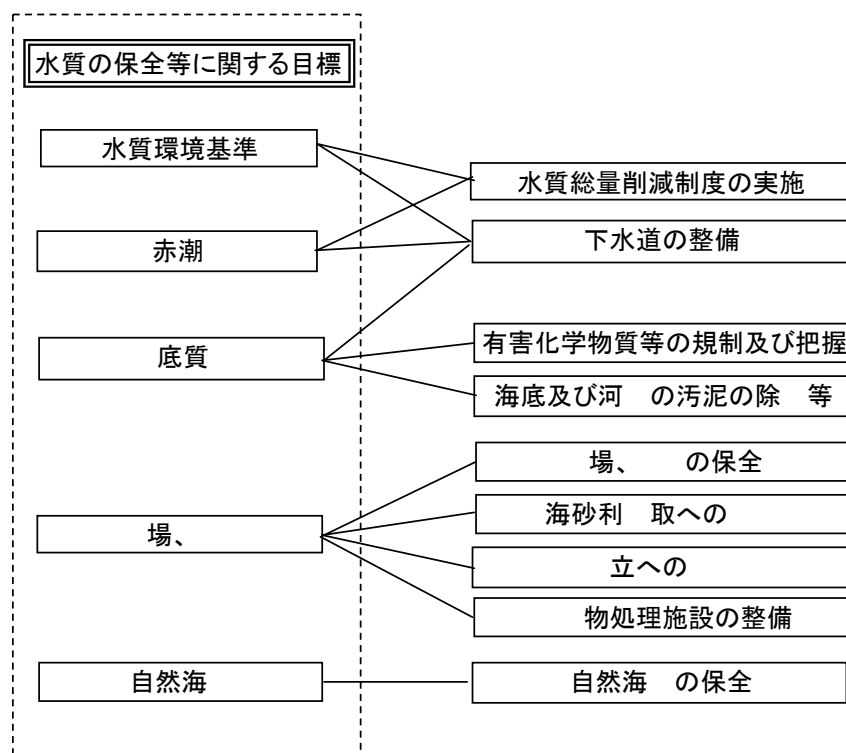 水質の保全等に関する目標
水質環境基準
赤潮
底質
場、
自然海
水質総量削減制度の実施
下水道の整備
有害化学物質等の規制及び把握
海底及び河　の汚泥の除　等
場、　　の保全
海砂利　取への
立への
物処理施設の整備
自然海　の保全